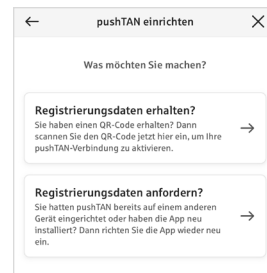 pushTAN einrichten
Was möchten Sie machen?
Registrierungsdaten erhalten?
Sie haben einen QR-Code erhalten? Dann
scannen Sie den QR-Code jetzt hier ein, um Ihre
pushTAN-Verbindung zu aktivieren.
Registrierungsdaten anfordern?
Sie hatten pushTAN bereits auf einem anderen
Gerät eingerichtet oder haben die App neu
installiert? Dann richten Sie die App wieder neu
ein.